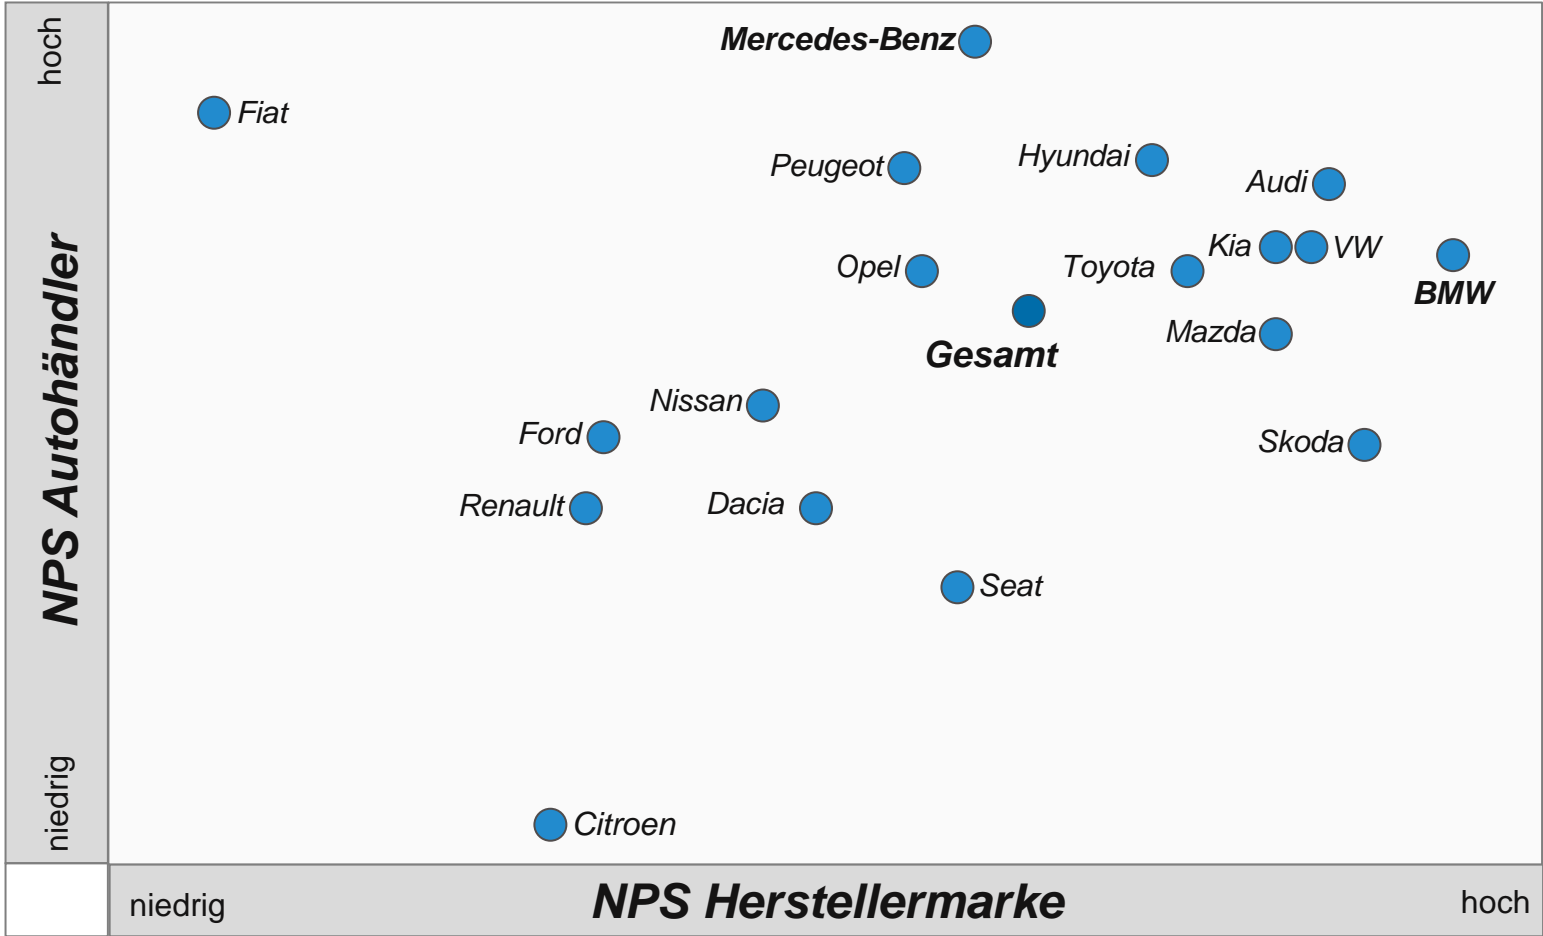 hoch
NPS Autohändler
niedrig
Mercedes-Benz
Fiat
Peugeot
Hyundai
Audi
Kia
VW
Opel
Toyota
BMW
Gesamt
Mazda
Nissan
Ford
Skoda
Renault
Dacia
Seat
Citroen
niedrig
NPS Herstellermarke
hoch